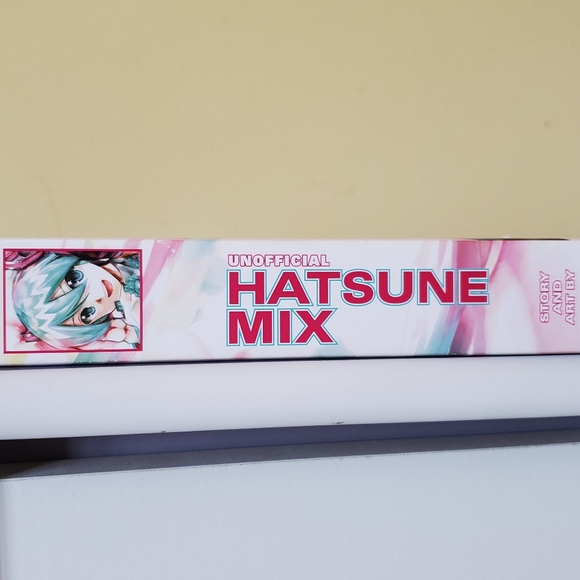 UNOFFICIAL
HATSUNE
MIX
STORY
AND
ART BY